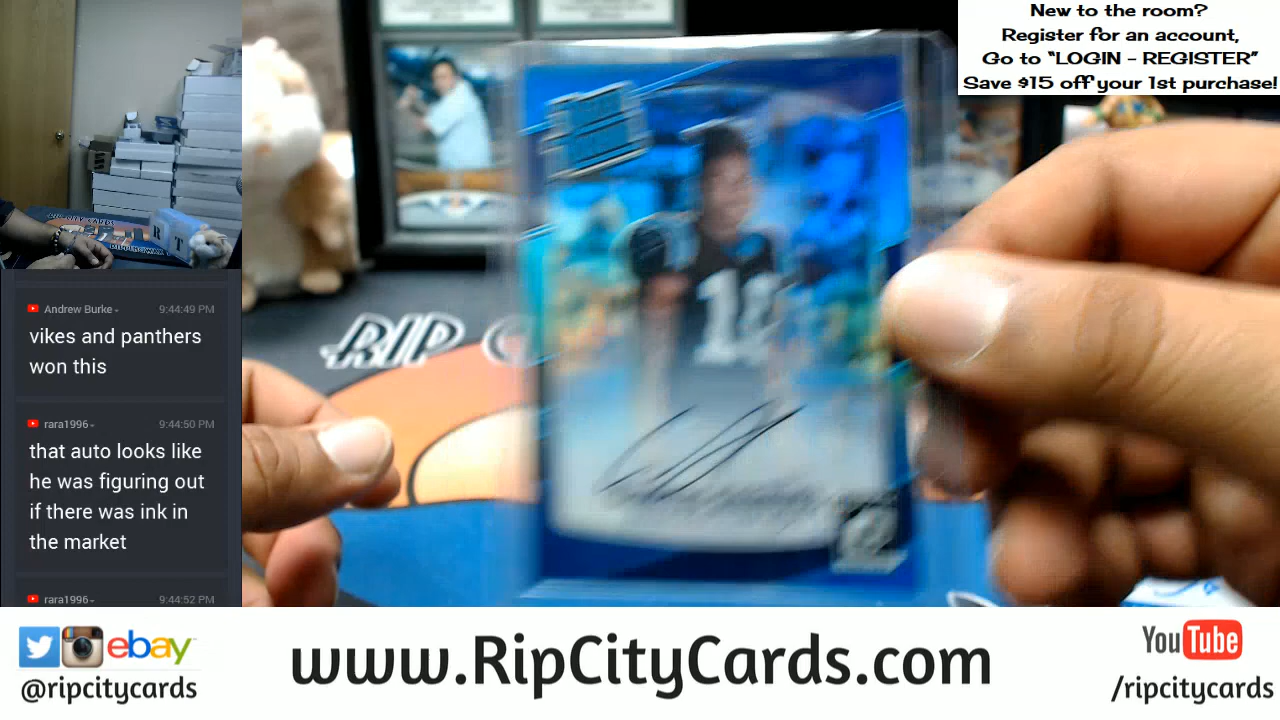 New to the room?
Register for an account,
Go to “LOGIN - REGISTER”
Save $15 off your 1st purchase!
Andrew Burke
9:44:49 PM
vikes and panthers
won this
rara1996
9:44:50 PM
that auto looks like
he was figuring out
if there was ink in
the market
rara1996
9:44:52 PM
RIP
R T
ebay
@ripcitycards
www.RipCityCards.com
YouTube
/ripcitycards